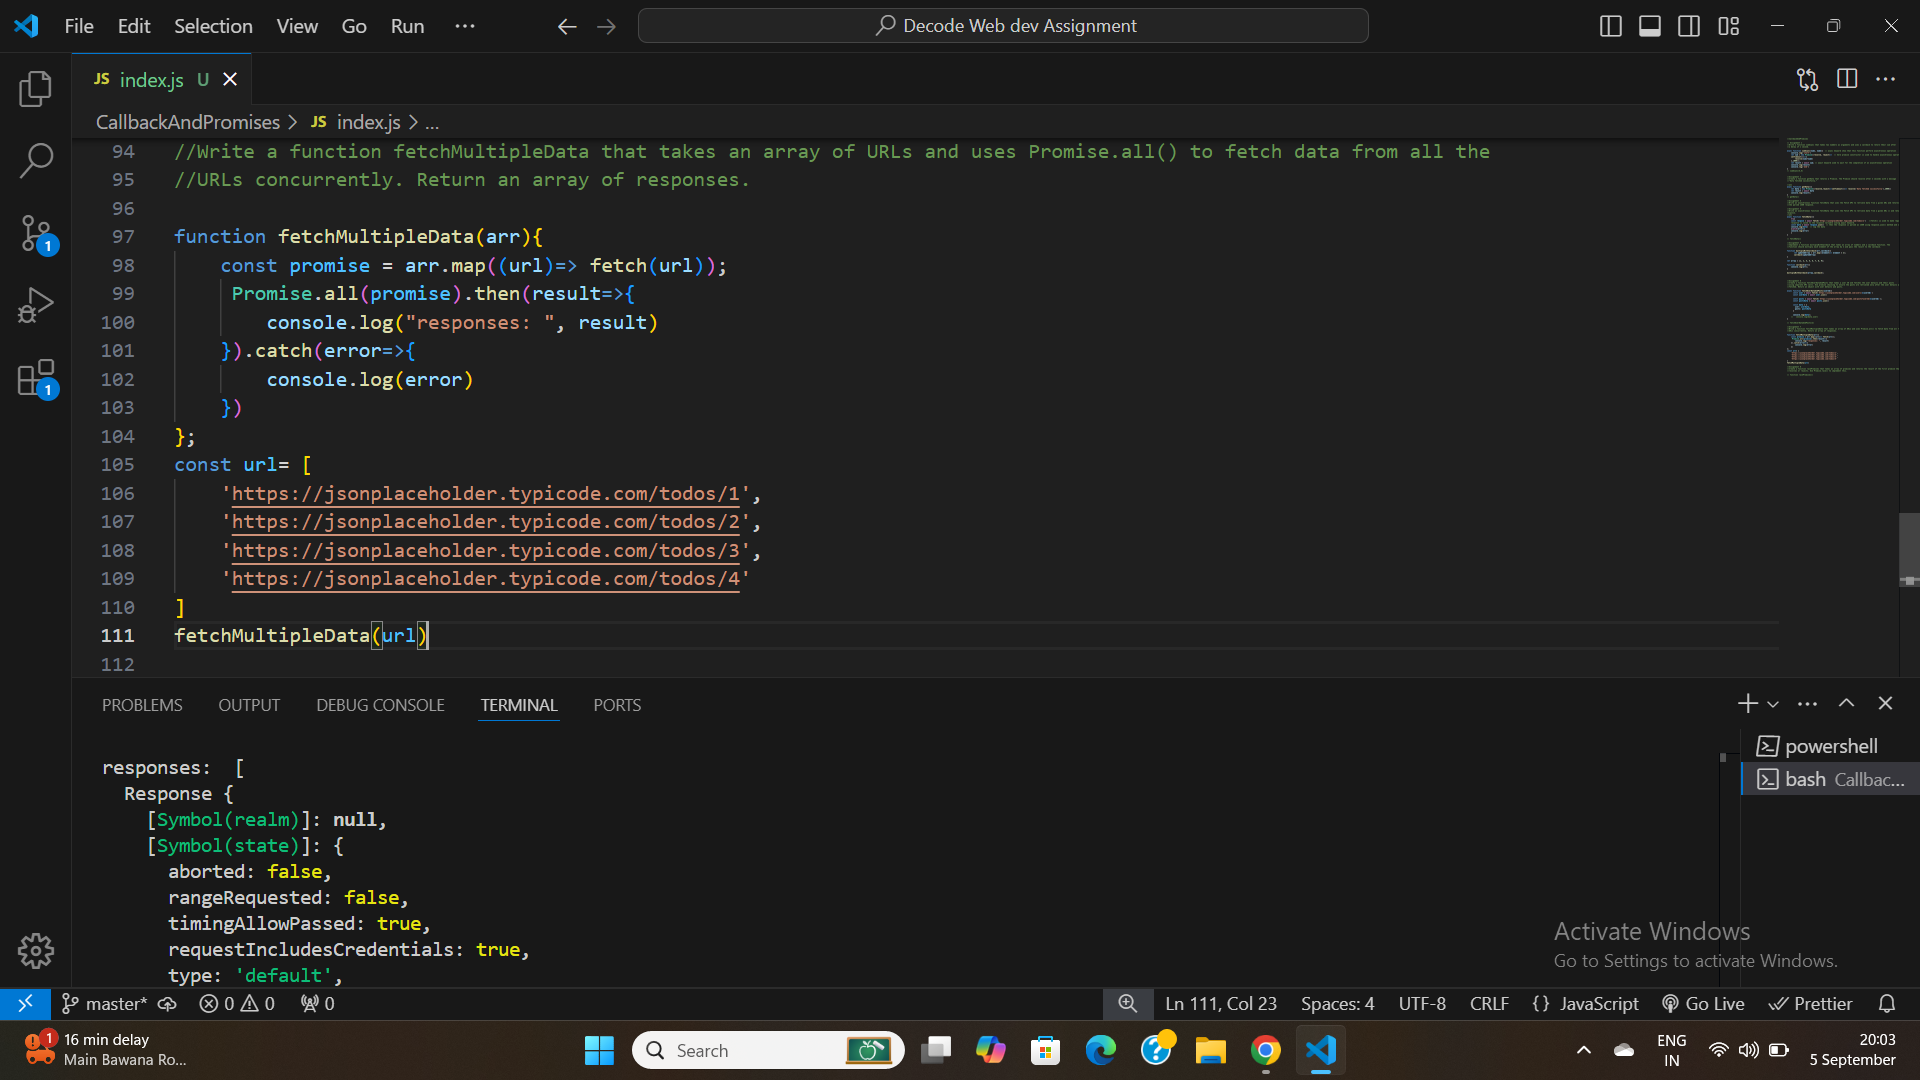 File Edit Selection View Go Run ...
Decode Web dev Assignment
JS index.js U
CallbackAndPromises > JS index.js > ...
94 //Write a function fetchMultipleData that takes an array of URLs and uses Promise.all() to fetch data from all the
95 //URLs concurrently. Return an array of responses.
96
97 function fetchMultipleData(arr){
98     const promise = arr.map((url)=> fetch(url));
99      Promise.all(promise).then(result=>{
100         console.log("responses: ", result)
101     }).catch(error=>{
102         console.log(error)
103     })
104 };
105 const url= [
106     'https://jsonplaceholder.typicode.com/todos/1',
107     'https://jsonplaceholder.typicode.com/todos/2',
108     'https://jsonplaceholder.typicode.com/todos/3',
109     'https://jsonplaceholder.typicode.com/todos/4'
110 ]
111 fetchMultipleData(url)
112
PROBLEMS OUTPUT DEBUG CONSOLE TERMINAL PORTS
responses:  [
  Response {
    [Symbol(realm)]: null,
    [Symbol(state)]: {
      aborted: false,
      rangeRequested: false,
      timingAllowPassed: true,
      requestIncludesCredentials: true,
      type: 'default',
powershell
bash Callbac...
1
1
Activate Windows
Go to Settings to activate Windows.
master* 0 0 0 Ln 111, Col 23 Spaces: 4 UTF-8 CRLF {} JavaScript Go Live Prettier
1
16 min delay
Main Bawana Ro...
Search
ENG
IN
20:03
5 September